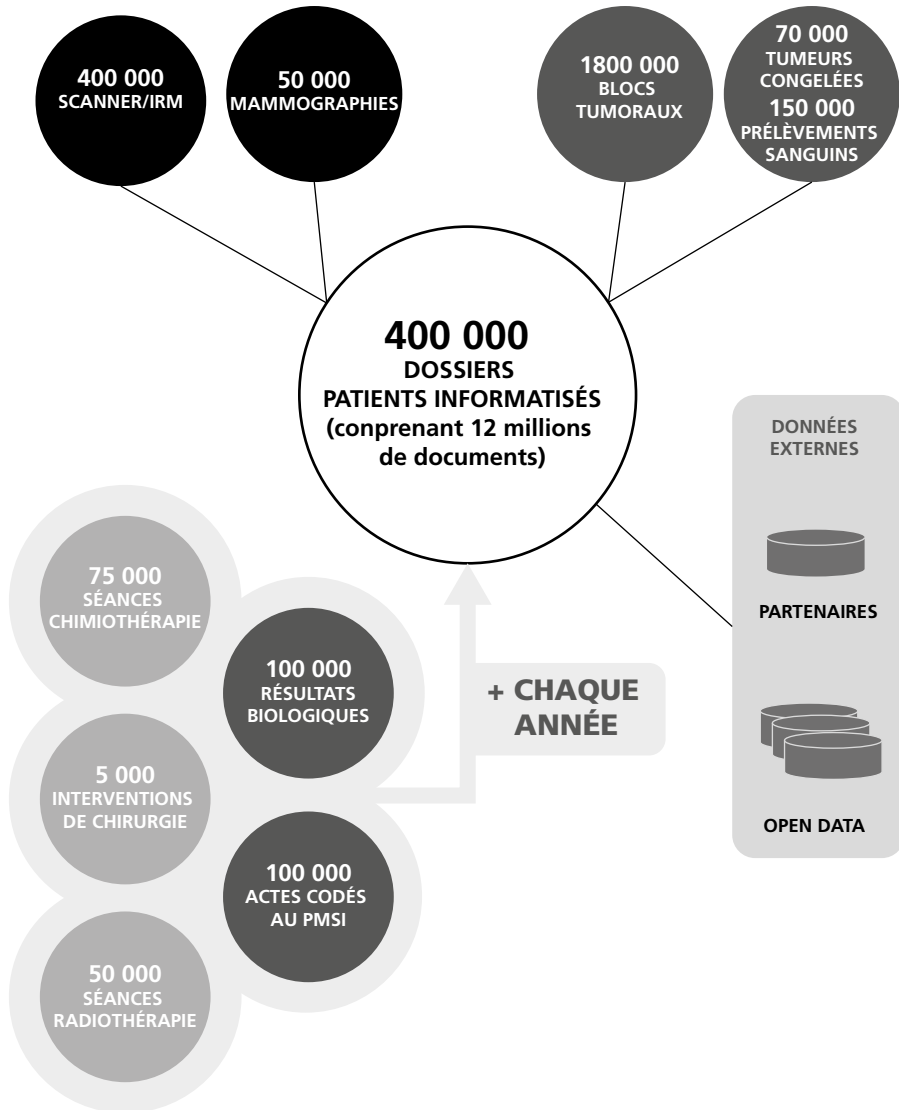 400 000
SCANNER/IRM
50 000
MAMMOGRAPHIES
1800 000
BLOCS
TUMORAUX
70 000
TUMEURS
CONGELÉES
150 000
PRÉLÈVEMENTS
SANGUINS
400 000
DOSSIERS
PATIENTS INFORMATISÉS
(conprenant 12 millions
de documents)
DONNÉES
EXTERNES
PARTENAIRES
OPEN DATA
75 000
SÉANCES
CHIMIOTHÉRAPIE
100 000
RÉSULTATS
BIOLOGIQUES
+ CHAQUE
ANNÉE
5 000
INTERVENTIONS
DE CHIRURGIE
100 000
ACTES CODÉS
AU PMSI
50 000
SÉANCES
RADIOTHÉRAPIE